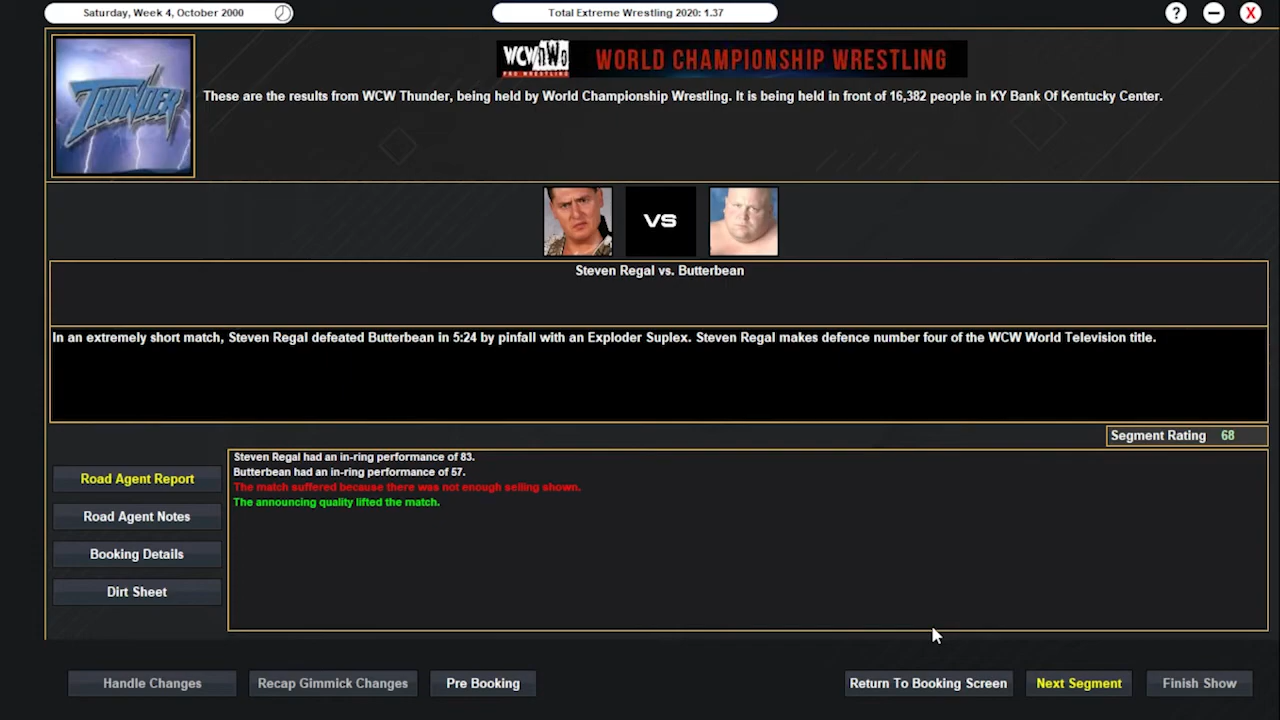 Saturday, Week 4, October 2000
Total Extreme Wrestling 2020: 1.37
?
X
THUNDER
WCW nWo
PRO WRESTLING
WORLD CHAMPIONSHIP WRESTLING
These are the results from WCW Thunder, being held by World Championship Wrestling. It is being held in front of 16,382 people in KY Bank Of Kentucky Center.
VS
Steven Regal vs. Butterbean
In an extremely short match, Steven Regal defeated Butterbean in 5:24 by pinfall with an Exploder Suplex. Steven Regal makes defence number four of the WCW World Television title.
Segment Rating 68
Road Agent Report
Road Agent Notes
Booking Details
Dirt Sheet
Steven Regal had an in-ring performance of 83.
Butterbean had an in-ring performance of 57.
The match suffered because there was not enough selling shown.
The announcing quality lifted the match.
Handle Changes
Recap Gimmick Changes
Pre Booking
Return To Booking Screen
Next Segment
Finish Show